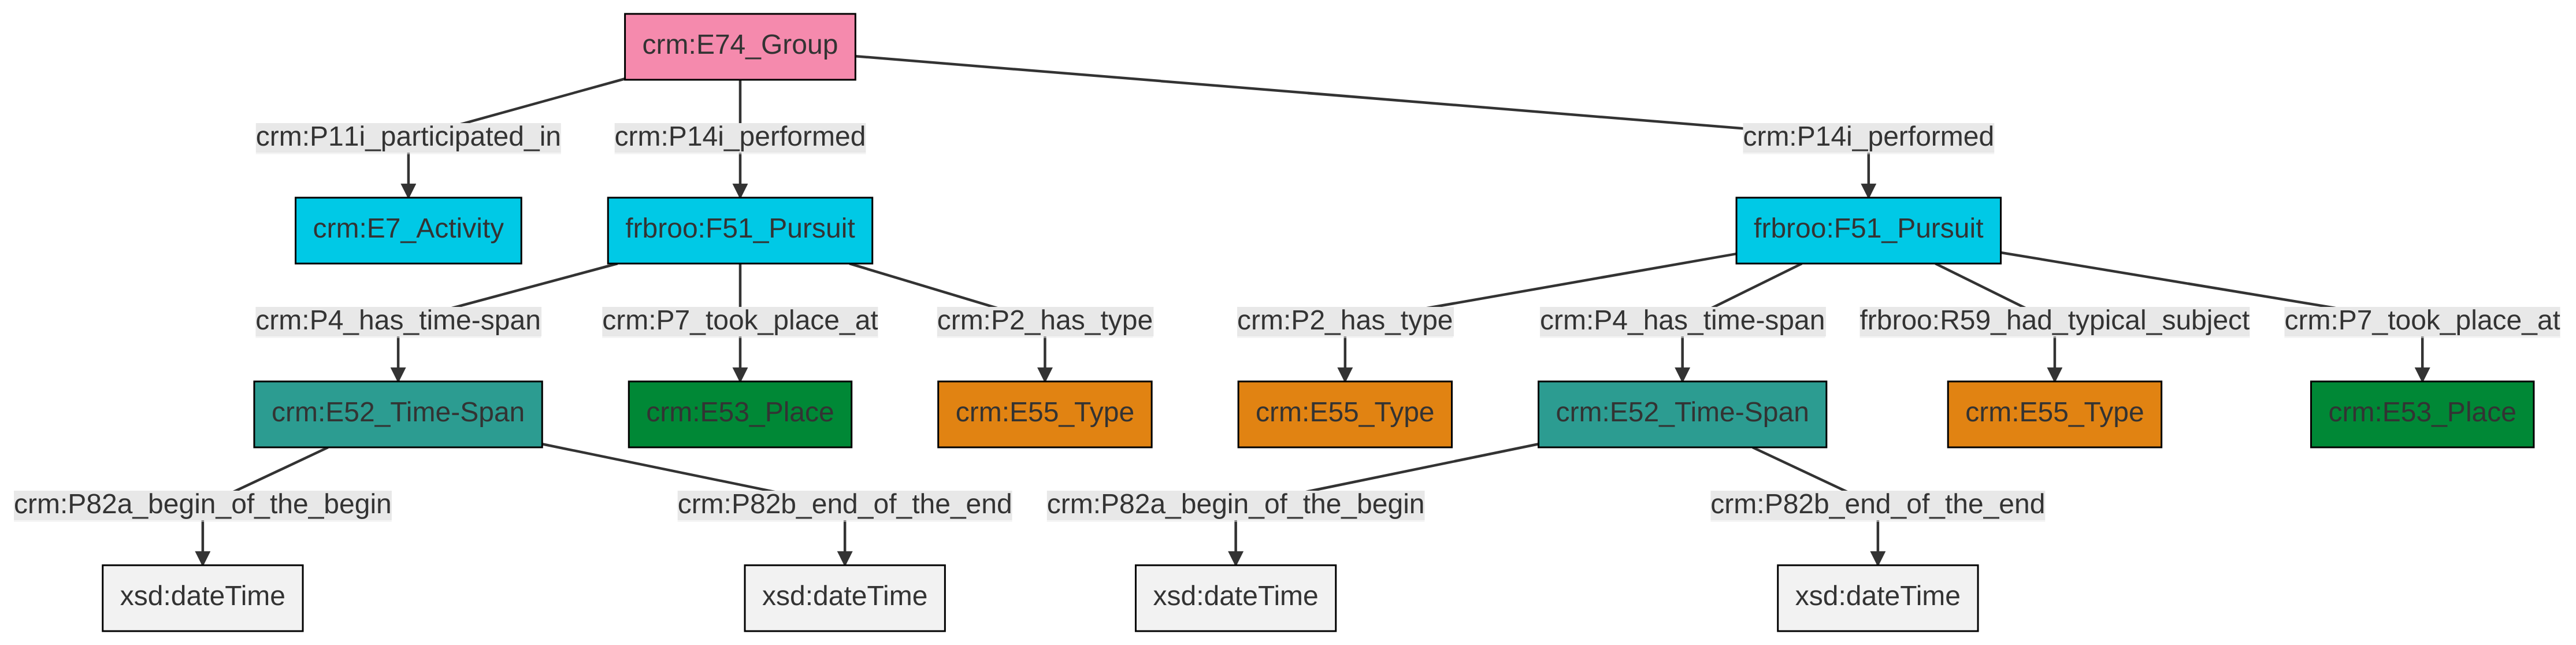 crm:E74_Group
crm:P11i_participated_in
crm:P14i_performed
crm:P14i_performed
crm:E7_Activity
frbroo:F51_Pursuit
frbroo:F51_Pursuit
crm:P4_has_time-span
crm:P7_took_place_at
crm:P2_has_type
crm:P2_has_type
crm:P4_has_time-span
frbroo:R59_had_typical_subject
crm:P7_took_place_at
crm:E52_Time-Span
crm:E53_Place
crm:E55_Type
crm:E55_Type
crm:E52_Time-Span
crm:E55_Type
crm:E53_Place
crm:P82a_begin_of_the_begin
crm:P82b_end_of_the_end
crm:P82a_begin_of_the_begin
crm:P82b_end_of_the_end
xsd:dateTime
xsd:dateTime
xsd:dateTime
xsd:dateTime